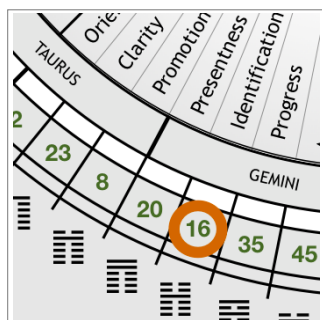 Orie
Clarity
Promotion
Presentness
Identification
Progress
TAURUS
GEMINI
2
23
8
20
16
35
45